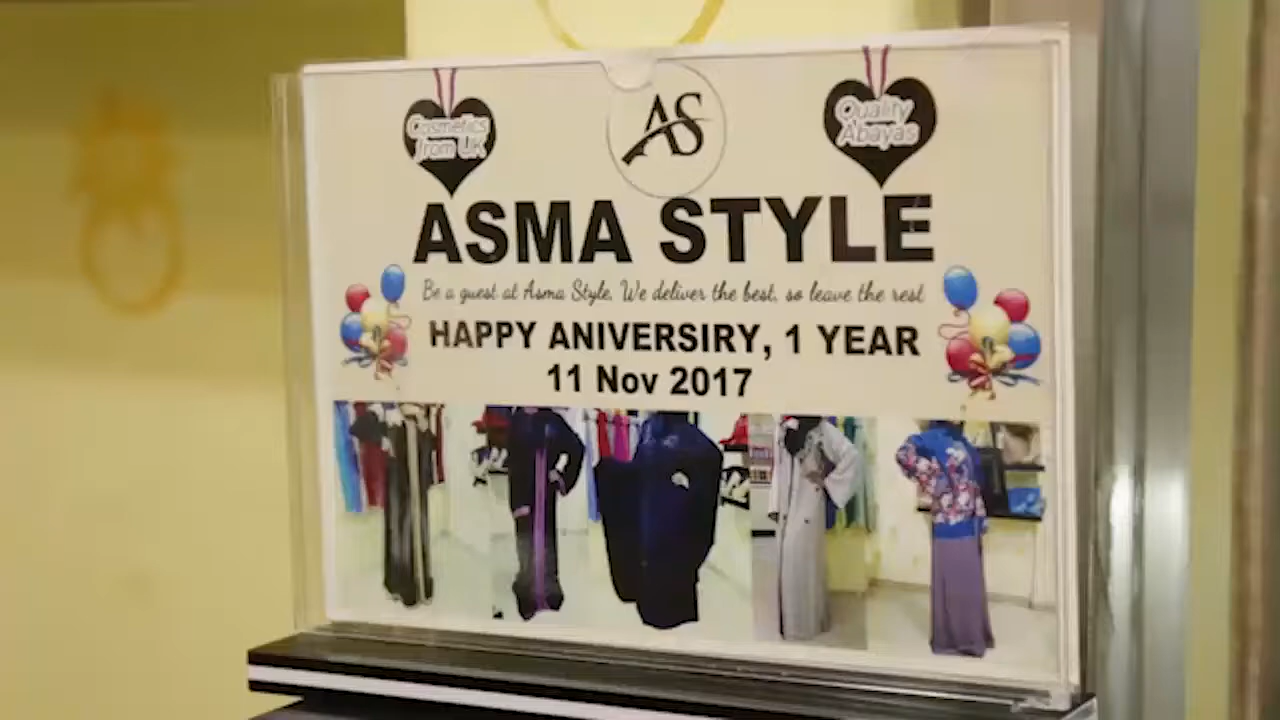 Cosmetics
from UK
AS
Quality
Abayas
ASMA STYLE
Be a guest at Asma Style, We deliver the best, so leave the rest
HAPPY ANIVERSIRY, 1 YEAR
11 Nov 2017